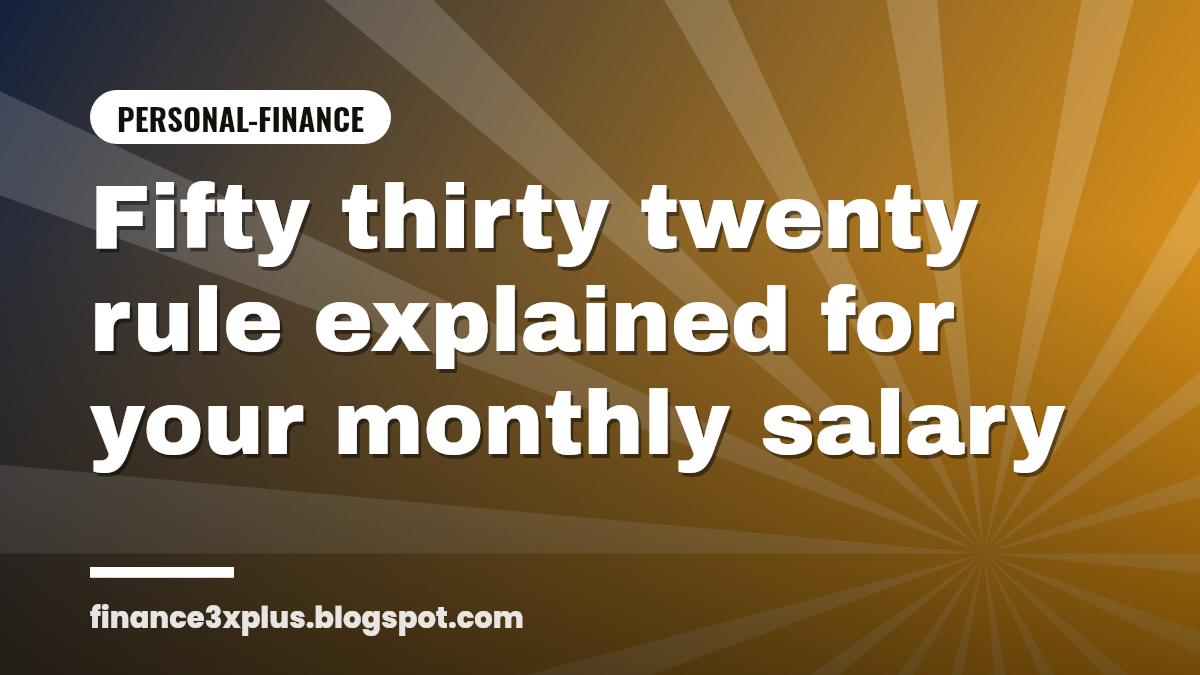 PERSONAL-FINANCE
Fifty thirty twenty
rule explained for
your monthly salary
finance3xplus.blogspot.com